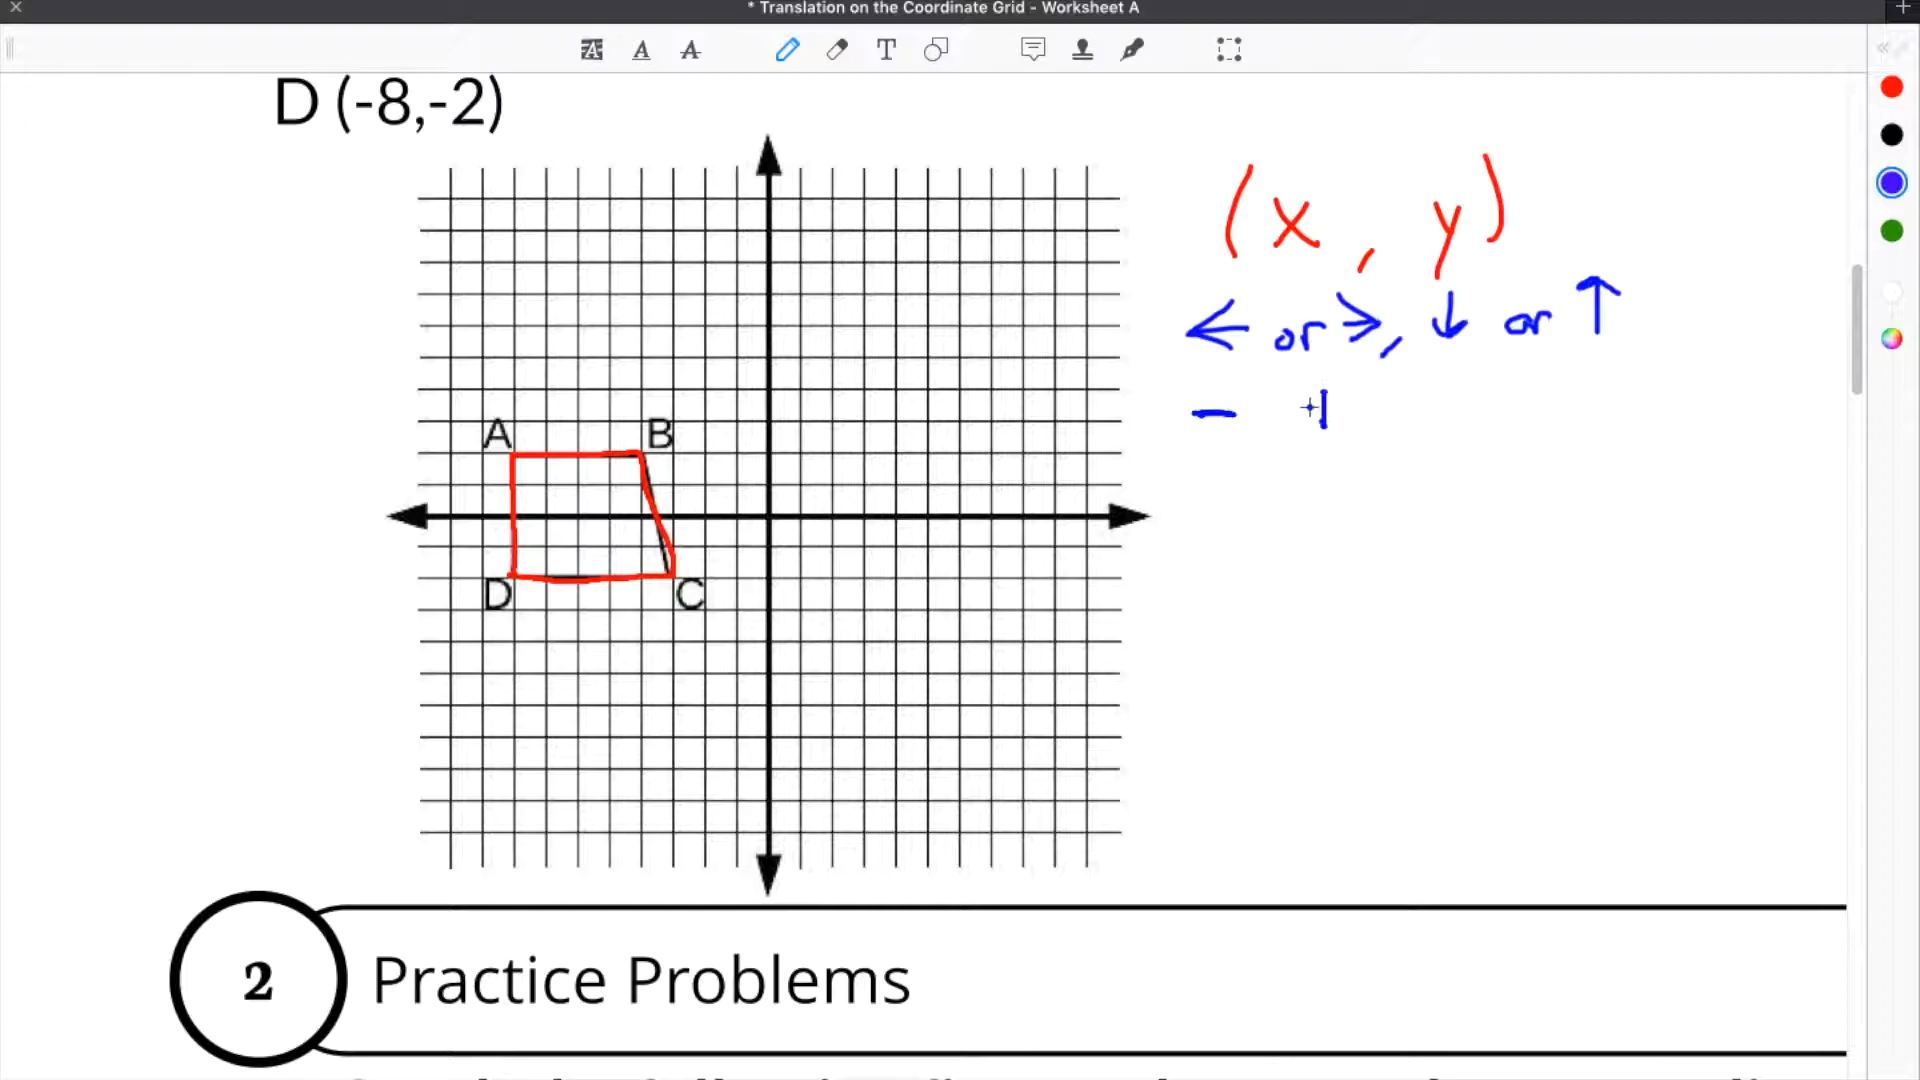 * Translation on the Coordinate Grid - Worksheet A
A A A T
D (-8,-2)
(x, y)
← or →, ↓ or ↑
- +
A B
D C
2 Practice Problems